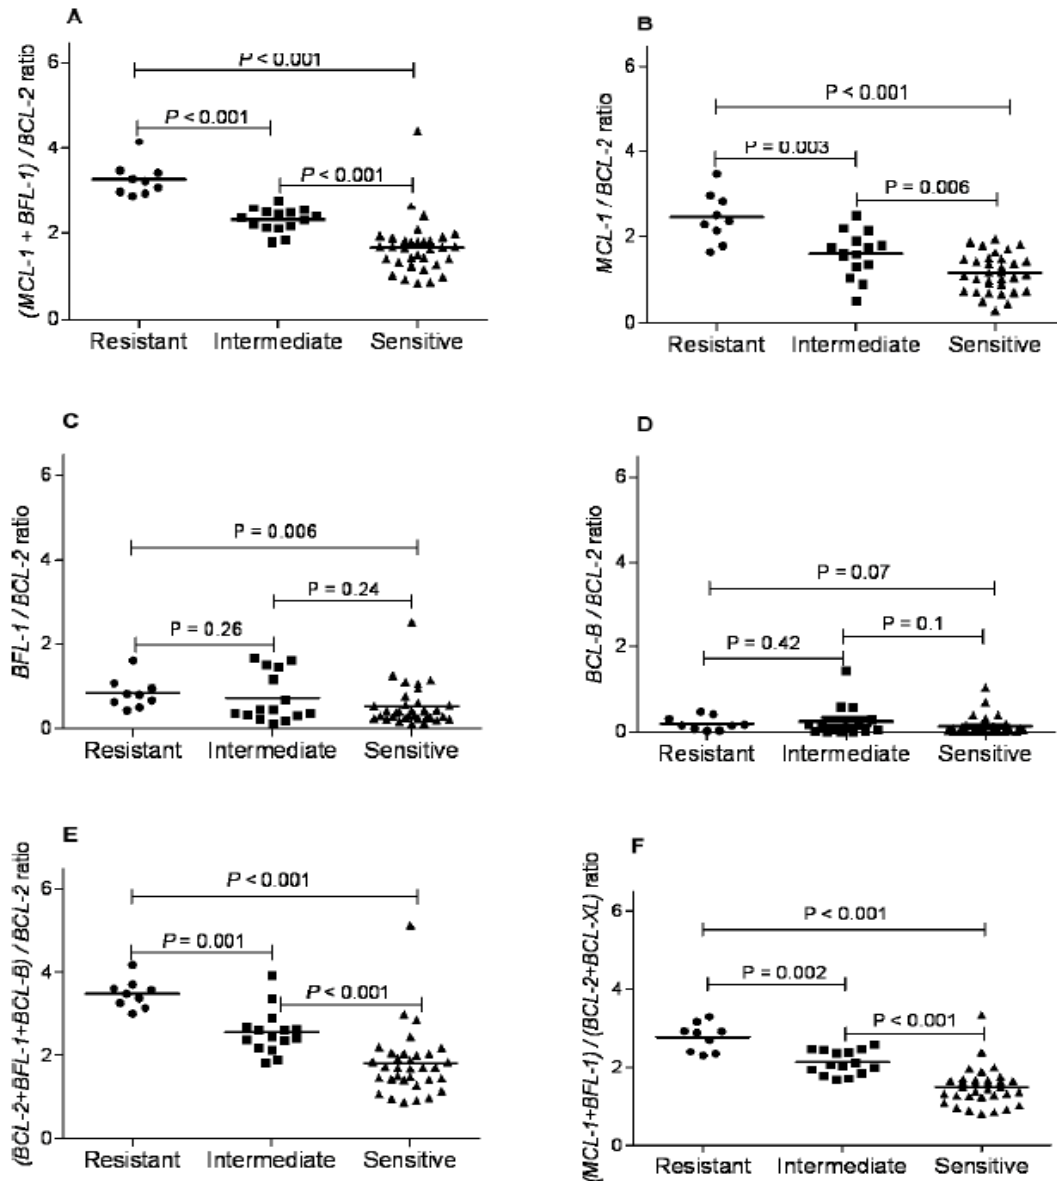 A
(MCL-1 + BFL-1) / BCL-2 ratio
6
4
2
0
P < 0.001
P < 0.001
P < 0.001
Resistant Intermediate Sensitive
B
MCL-1 / BCL-2 ratio
6
4
2
0
P < 0.001
P = 0.003
P = 0.006
Resistant Intermediate Sensitive
C
BFL-1 / BCL-2 ratio
6
4
2
0
P = 0.006
P = 0.24
P = 0.26
Resistant Intermediate Sensitive
D
BCL-B / BCL-2 ratio
6
4
2
0
P = 0.07
P = 0.1
P = 0.42
Resistant Intermediate Sensitive
E
(BCL-2+BFL-1+BCL-B) / BCL-2 ratio
6
4
2
0
P < 0.001
P = 0.001
P < 0.001
Resistant Intermediate Sensitive
F
(MCL-1+BFL-1) / (BCL-2+BCL-XL) ratio
6
4
2
0
P < 0.001
P = 0.002
P < 0.001
Resistant Intermediate Sensitive